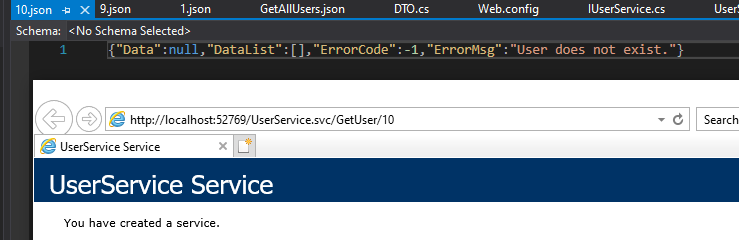 10.json 9.json 1.json GetAllUsers.json DTO.cs Web.config IUserService.cs
Schema: <No Schema Selected>
1 {"Data":null,"DataList":[],"ErrorCode":-1,"ErrorMsg":"User does not exist."}
http://localhost:52769/UserService.svc/GetUser/10 Search
UserService Service
UserService Service
You have created a service.